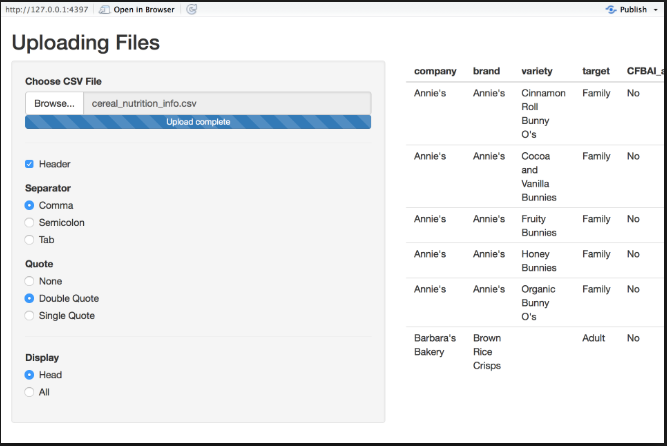 http://127.0.0.1:4397 Open in Browser Publish
Uploading Files
Choose CSV File
Browse... cereal_nutrition_info.csv
Upload complete
Header
Separator
Comma
Semicolon
Tab
Quote
None
Double Quote
Single Quote
Display
Head
All
company brand variety target CFBAI_a
Annie's Annie's Cinnamon Family No
Roll
Bunny
O's
Annie's Annie's Cocoa Family No
and
Vanilla
Bunnies
Annie's Annie's Fruity Family No
Bunnies
Annie's Annie's Honey Family No
Bunnies
Annie's Annie's Organic Family No
Bunny
O's
Barbara's Brown Adult No
Bakery Rice
Crisps